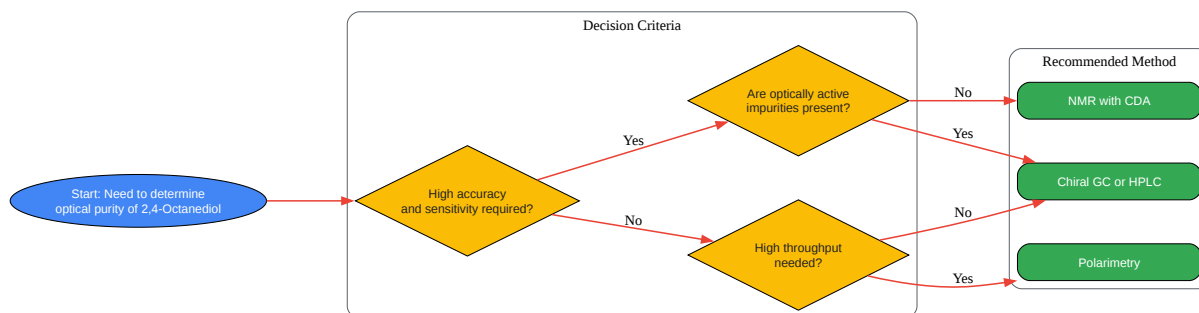 Decision Criteria
Recommended Method
Start: Need to determine
optical purity of 2,4-Octanediol
High accuracy
and sensitivity required?
Yes
No
Are optically active
impurities present?
High throughput
needed?
No
Yes
No
Yes
NMR with CDA
Chiral GC or HPLC
Polarimetry